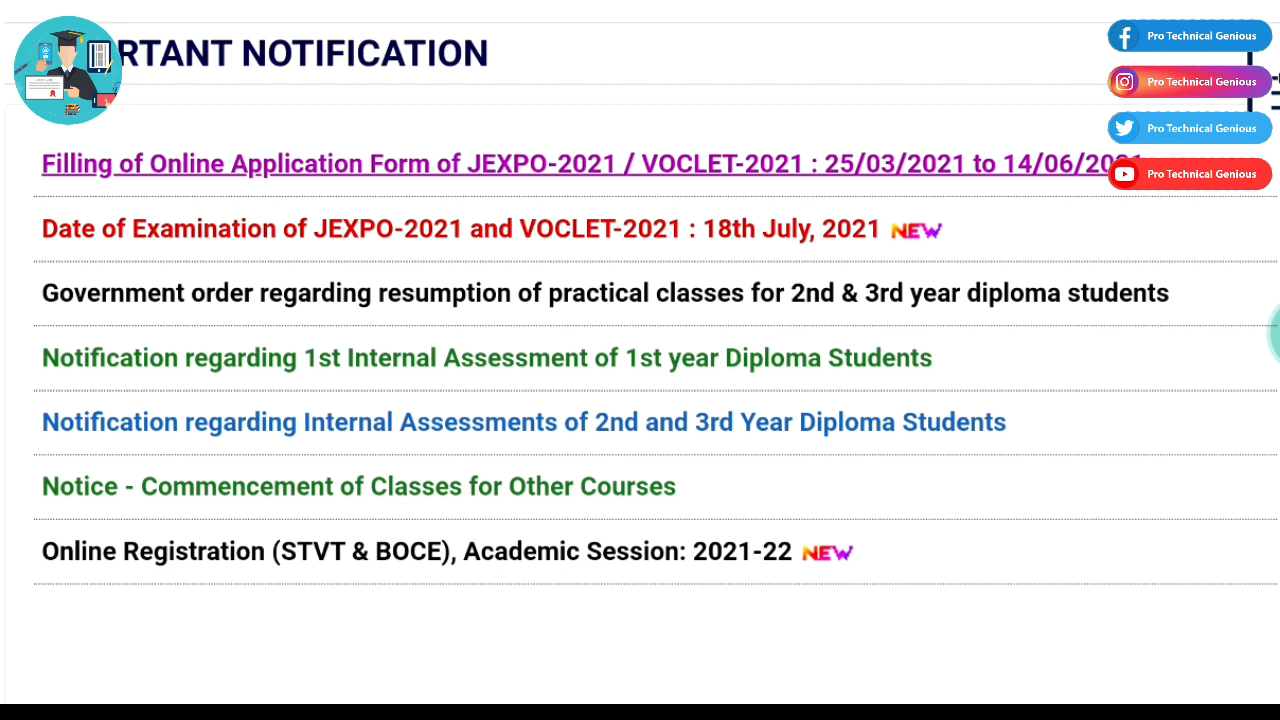 RTANT NOTIFICATION
Pro Technical Genious
Pro Technical Genious
Pro Technical Genious
Pro Technical Genious
Filling of Online Application Form of JEXPO-2021 / VOCLET-2021 : 25/03/2021 to 14/06/2021
Date of Examination of JEXPO-2021 and VOCLET-2021 : 18th July, 2021 NEW
Government order regarding resumption of practical classes for 2nd & 3rd year diploma students
Notification regarding 1st Internal Assessment of 1st year Diploma Students
Notification regarding Internal Assessments of 2nd and 3rd Year Diploma Students
Notice - Commencement of Classes for Other Courses
Online Registration (STVT & BOCE), Academic Session: 2021-22 NEW